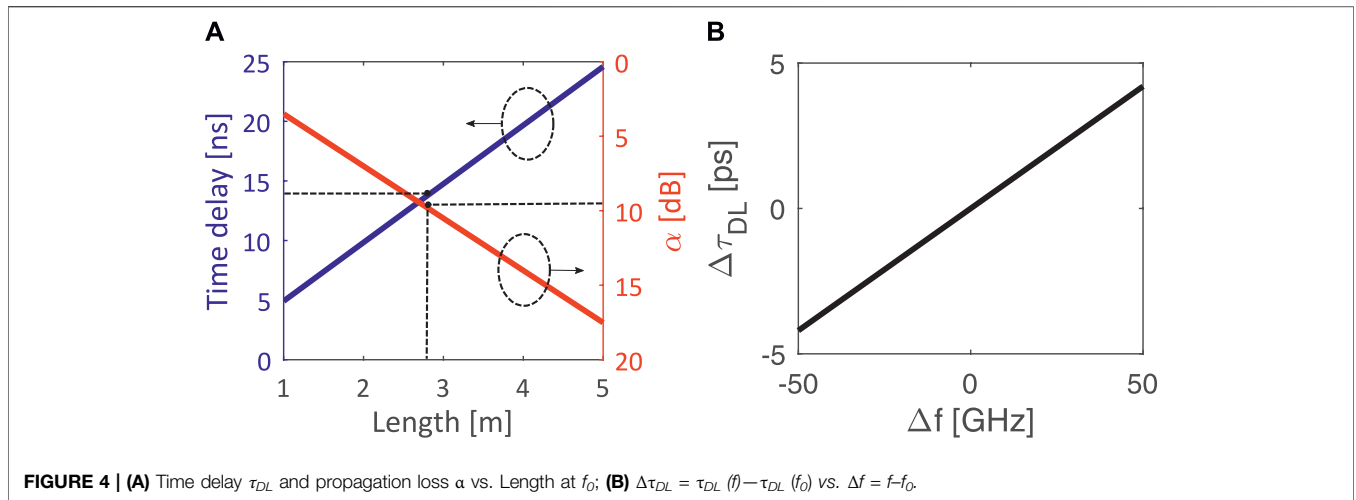 A
B
25
20
15
10
5
0
Time delay [ns]
0
5
10
15
20
α [dB]
1 2 3 4 5
Length [m]
5
0
-5
Δτ_DL [ps]
-50 0 50
Δf [GHz]
FIGURE 4 | (A) Time delay τ_DL and propagation loss α vs. Length at f_0; (B) Δτ_DL = τ_DL (f)—τ_DL (f_0) vs. Δf = f–f_0.